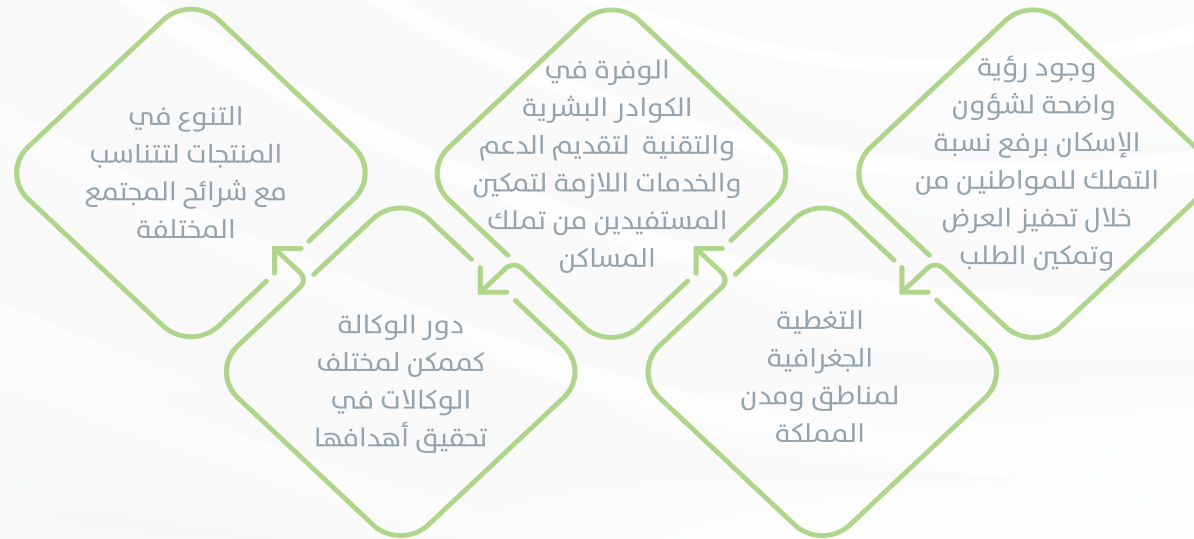 وجود رؤية
واضحة لشؤون
الإسكان برفع نسبة
التملك للمواطنين من
خلال تحفيز العرض
وتمكين الطلب
التغطية
الجغرافية
لمناطق ومدن
المملكة
الوفرة في
الكوادر البشرية
والتقنية لتقديم الدعم
والخدمات اللازمة لتمكين
المستفيدين من تملك
المساكن
دور الوكالة
كممكن لمختلف
الوكالات في
تحقيق أهدافها
التنوع في
المنتجات لتتناسب
مع شرائح المجتمع
المختلفة